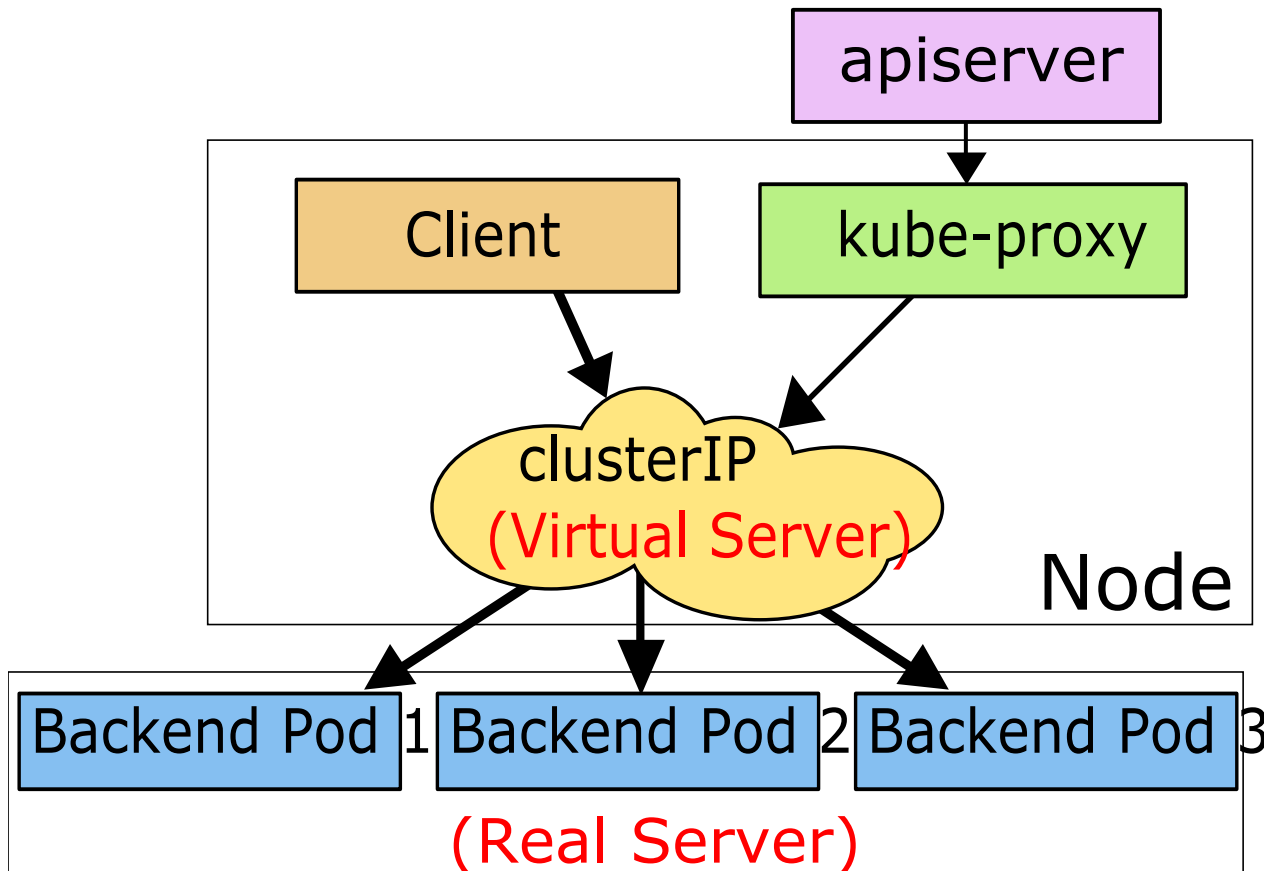 apiserver
Client
kube-proxy
clusterIP
(Virtual Server)
Node
Backend Pod 1
Backend Pod 2
Backend Pod 3
(Real Server)